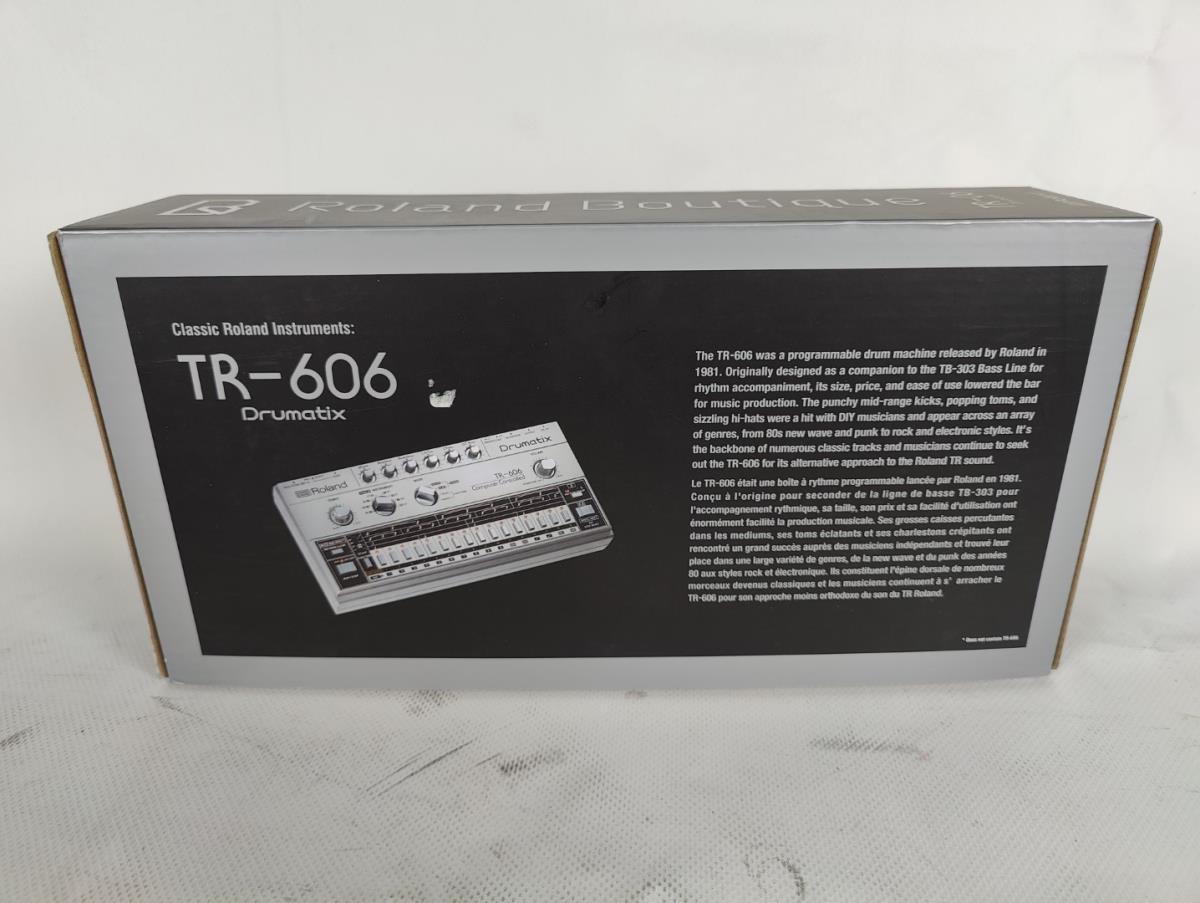 Roland Boutique
Classic Roland Instruments:
TR-606
Drumatix
Drumatix
Roland
TR-606
Computer Controlled
The TR-606 was a programmable drum machine released by Roland in
1981. Originally designed as a companion to the TB-303 Bass Line for
rhythm accompaniment, its size, price, and ease of use lowered the bar
for music production. The punchy mid-range kicks, popping toms, and
sizzling hi-hats were a hit with DIY musicians and appear across an array
of genres, from 80s new wave and punk to rock and electronic styles. It's
the backbone of numerous classic tracks and musicians continue to seek
out the TR-606 for its alternative approach to the Roland TR sound.
Le TR-606 était une boîte à rythme programmable lancée par Roland en 1981.
Conçu à l'origine pour seconder de la ligne de basse TB-303 pour
l'accompagnement rythmique, sa taille, son prix et sa facilité d'utilisation ont
énormément facilité la production musicale. Ses grosses caisses percutantes
dans les mediums, ses toms éclatants et ses charlestons crépitants ont
rencontré un grand succès auprès des musiciens indépendants et trouvé leur
place dans une large variété de genres, de la new wave et du punk des années
80 aux styles rock et électronique. Ils constituent l'épine dorsale de nombreux
morceaux devenus classiques et les musiciens continuent à s' arracher le
TR-606 pour son approche moins orthodoxe du son du TR Roland.
* Does not contain TR-606